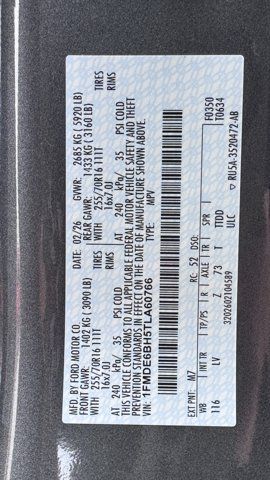 MFD. BY FORD MOTOR CO.
DATE: 02/26 GVWR: 2685 KG ( 5920 LB)
FRONT GAWR: 1402 KG ( 3090 LB) REAR GAWR: 1433 KG ( 3160 LB)
WITH 255/70R16 111T TIRES WITH 255/70R16 111T TIRES
16x7.0J RIMS 16x7.0J RIMS
AT 240 kPa/ 35 PSI COLD AT 240 kPa/ 35 PSI COLD
THIS VEHICLE CONFORMS TO ALL APPLICABLE FEDERAL MOTOR VEHICLE SAFETY AND THEFT
PREVENTION STANDARDS IN EFFECT ON THE DATE OF MANUFACTURE SHOWN ABOVE.
VIN: 1FMDE6BH5TLA60766
F0350
T0634
EXT PNT: M7 RC: 52 DSO:
WB INT TR TP/PS R AXLE TR SPR
116 LV Z 73 T TTDD
ULC
3202602104589
▽ RU5A-3520472-AB